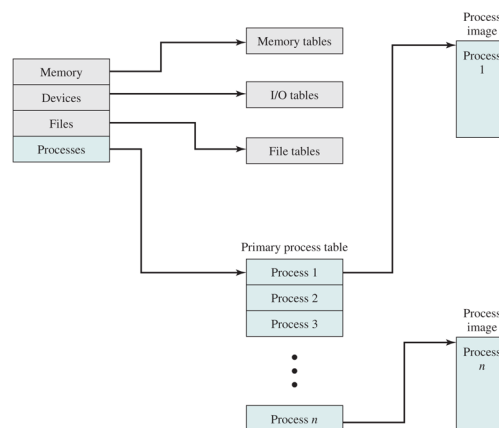 Memory
Devices
Files
Processes
Memory tables
I/O tables
File tables
Primary process table
Process 1
Process 2
Process 3
Process n
Process
image
Process
1
Process
image
Process
n